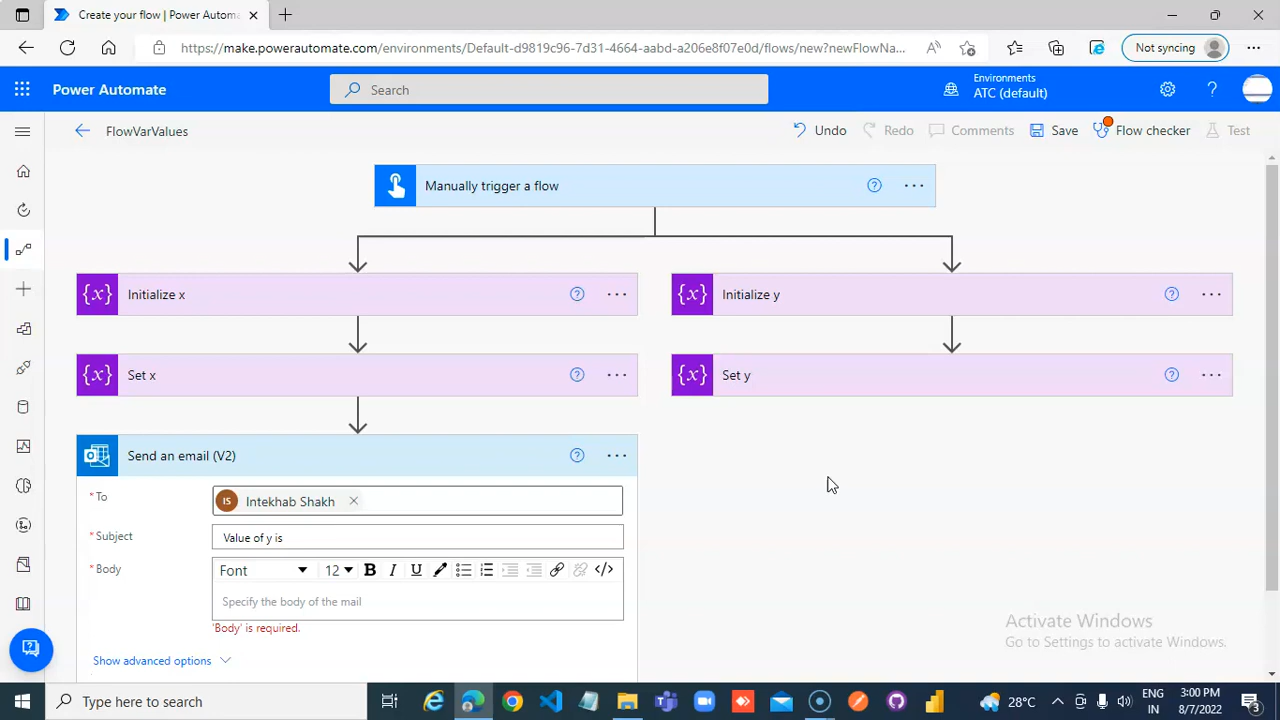 Create your flow | Power Automate
https://make.powerautomate.com/environments/Default-d9819c96-7d31-4664-aabd-a206e8f07e0d/flows/new?newFlowNa...
Not syncing
Power Automate
Search
Environments
ATC (default)
FlowVarValues
Undo
Redo
Comments
Save
Flow checker
Test
Manually trigger a flow
{x} Initialize x
{x} Initialize y
{x} Set x
{x} Set y
Send an email (V2)
* To
IS Intekhab Shakh
* Subject
Value of y is
* Body
Font 12 B I U </>
Specify the body of the mail
'Body' is required.
Show advanced options
Activate Windows
Go to Settings to activate Windows.
Type here to search
28°C
ENG
IN
3:00 PM
8/7/2022
3